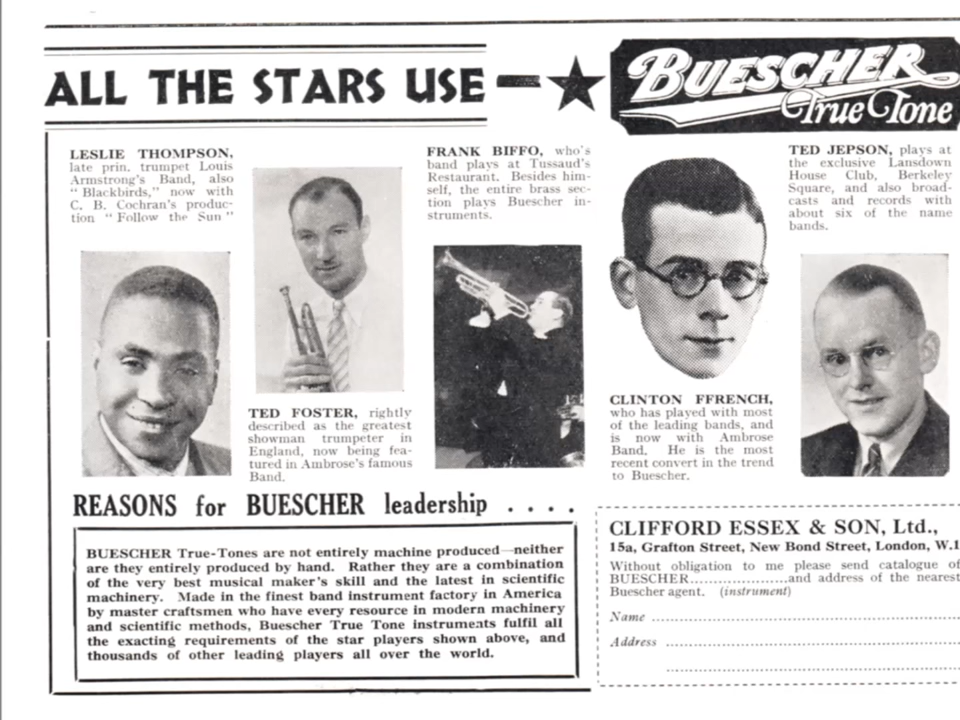 ALL THE STARS USE
BUESCHER
True Tone
LESLIE THOMPSON,
late prin. trumpet Louis
Armstrong's Band, also
"Blackbirds," now with
C. B. Cochran's produc-
tion "Follow the Sun"
FRANK BIFFO, who's
band plays at Tussaud's
Restaurant. Besides him-
self, the entire brass sec-
tion plays Buescher in-
struments.
TED JEPSON, plays at
the exclusive Lansdown
House Club, Berkeley
Square, and also broad-
casts and records with
about six of the name
bands.
TED FOSTER, rightly
described as the greatest
showman trumpeter in
England, now being fea-
tured in Ambrose's famous
Band.
CLINTON FFRENCH,
who has played with most
of the leading bands, and
is now with Ambrose
Band. He is the most
recent convert in the trend
to Buescher.
REASONS for BUESCHER leadership . . . .
BUESCHER True-Tones are not entirely machine produced—neither
are they entirely produced by hand. Rather they are a combination
of the very best musical maker's skill and the latest in scientific
machinery. Made in the finest band instrument factory in America
by master craftsmen who have every resource in modern machinery
and scientific methods, Buescher True Tone instruments fulfil all
the exacting requirements of the star players shown above, and
thousands of other leading players all over the world.
CLIFFORD ESSEX & SON, Ltd.,
15a, Grafton Street, New Bond Street, London, W.1
Without obligation to me please send catalogue of
BUESCHER....................and address of the nearest
Buescher agent. (instrument)
Name
Address